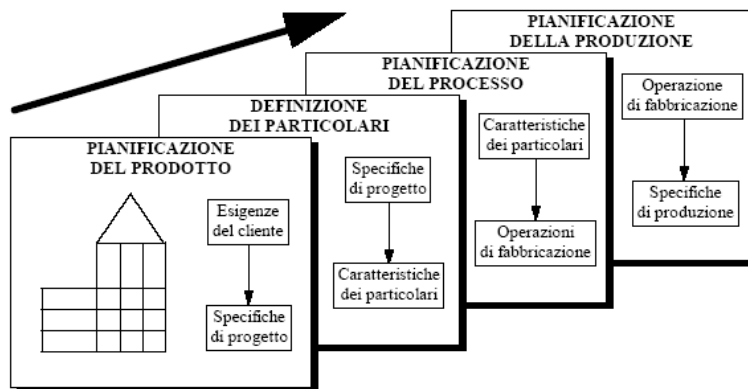 PIANIFICAZIONE
DELLA PRODUZIONE
Operazione
di fabbricazione
Specifiche
di produzione
PIANIFICAZIONE
DEL PROCESSO
Caratteristiche
dei particolari
Operazioni
di fabbricazione
DEFINIZIONE
DEI PARTICOLARI
Specifiche
di progetto
Caratteristiche
dei particolari
PIANIFICAZIONE
DEL PRODOTTO
Esigenze
del cliente
Specifiche
di progetto